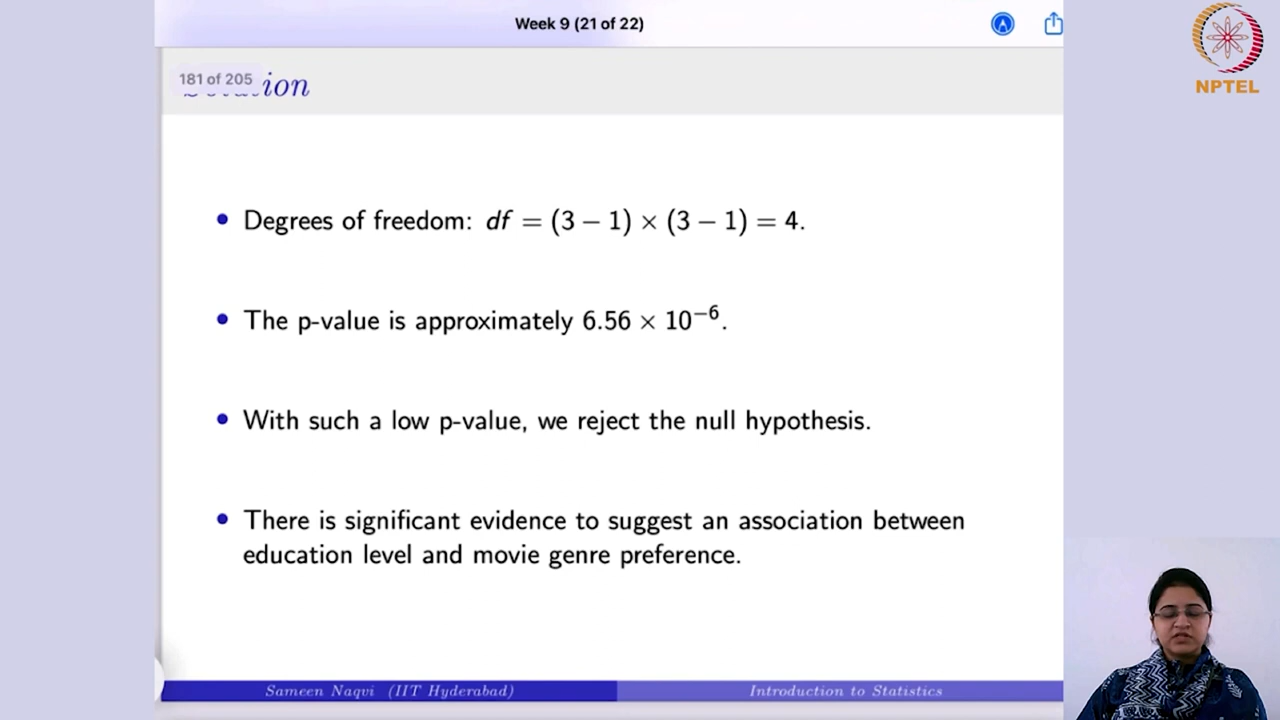 Week 9 (21 of 22)
NPTEL
181 of 205
Degrees of freedom: df = (3 − 1) × (3 − 1) = 4.
The p-value is approximately 6.56 × 10⁻⁶.
With such a low p-value, we reject the null hypothesis.
There is significant evidence to suggest an association between
education level and movie genre preference.
Sameen Naqvi (IIT Hyderabad)
Introduction to Statistics